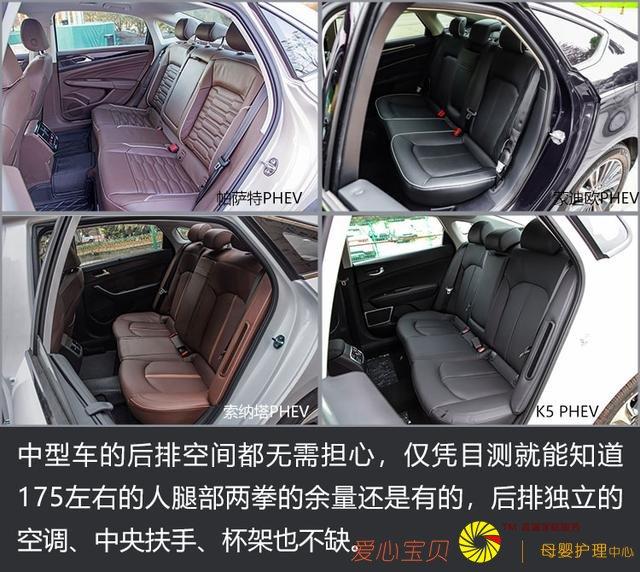 帕萨特PHEV
蒙迪欧PHEV
索纳塔PHEV
K5 PHEV
中型车的后排空间都无需担心，仅凭目测就能知道
175左右的人腿部两拳的余量还是有的，后排独立的
空调、中央扶手、杯架也不缺。
爱心宝贝
母婴护理中心